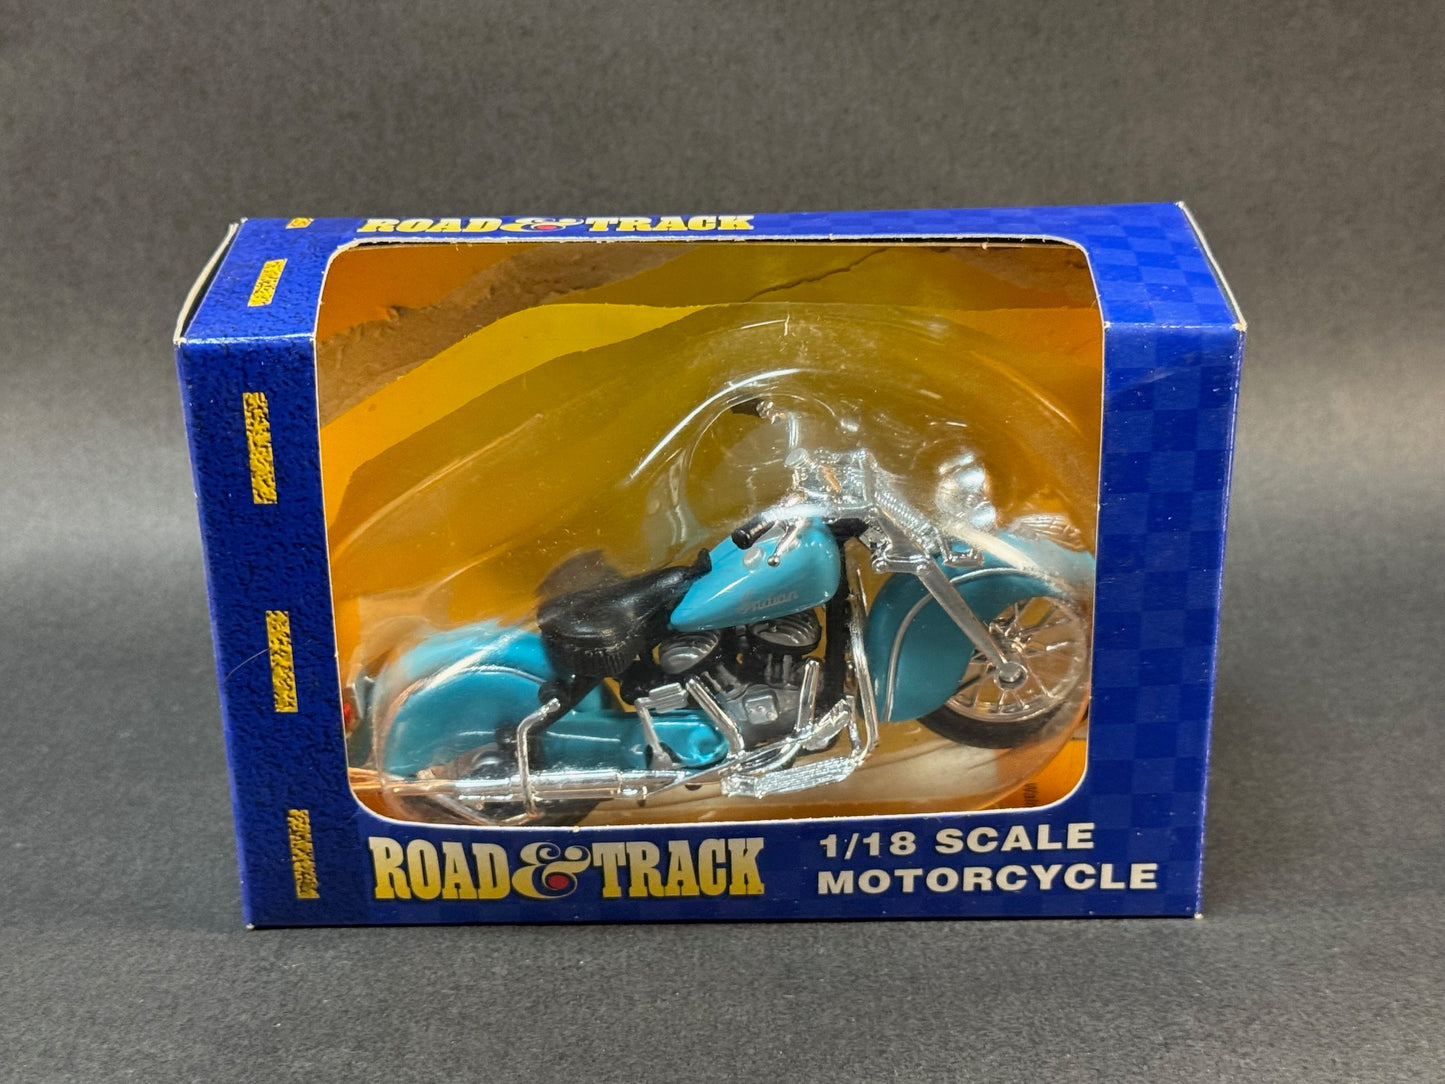 ROAD & TRACK
Indian
ROAD & TRACK
1/18 SCALE
MOTORCYCLE